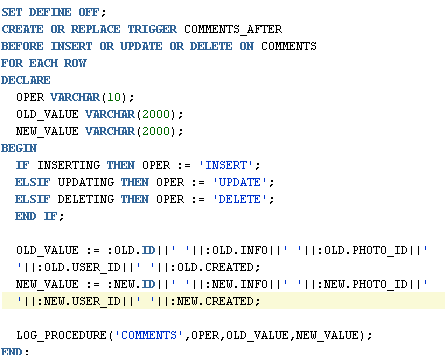 SET DEFINE OFF;
CREATE OR REPLACE TRIGGER COMMENTS_AFTER
BEFORE INSERT OR UPDATE OR DELETE ON COMMENTS
FOR EACH ROW
DECLARE
OPER VARCHAR(10);
OLD_VALUE VARCHAR(2000);
NEW_VALUE VARCHAR(2000);
BEGIN
IF INSERTING THEN OPER := 'INSERT';
ELSIF UPDATING THEN OPER := 'UPDATE';
ELSIF DELETING THEN OPER := 'DELETE';
END IF;
OLD_VALUE := :OLD.ID||' '||:OLD.INFO||' '||:OLD.PHOTO_ID||'
'||:OLD.USER_ID||' '||:OLD.CREATED;
NEW_VALUE := :NEW.ID||' '||:NEW.INFO||' '||:NEW.PHOTO_ID||'
'||:NEW.USER_ID||' '||:NEW.CREATED;
LOG_PROCEDURE('COMMENTS',OPER,OLD_VALUE,NEW_VALUE);
END;